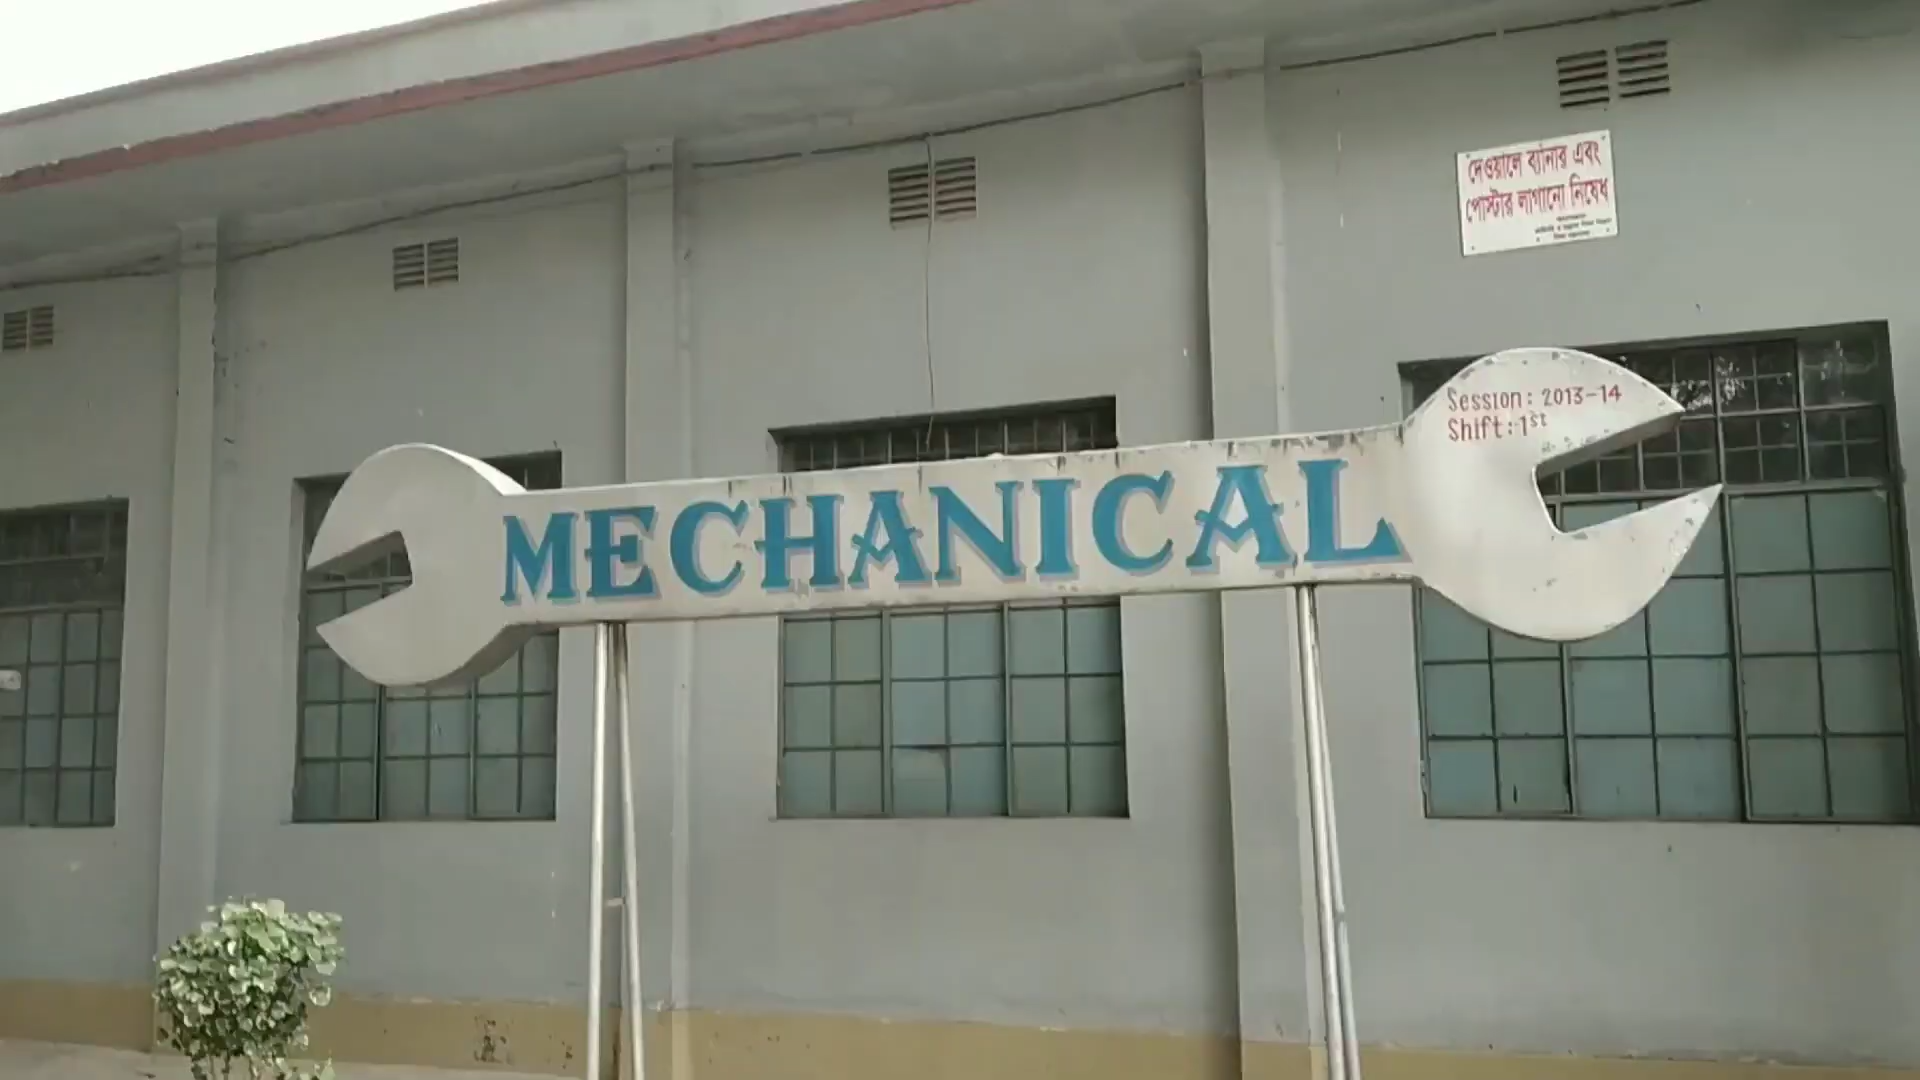 দেওয়ালে ব্যানার এবং
পোস্টার লাগানো নিষেধ
Session: 2013-14
Shift: 1st
MECHANICAL